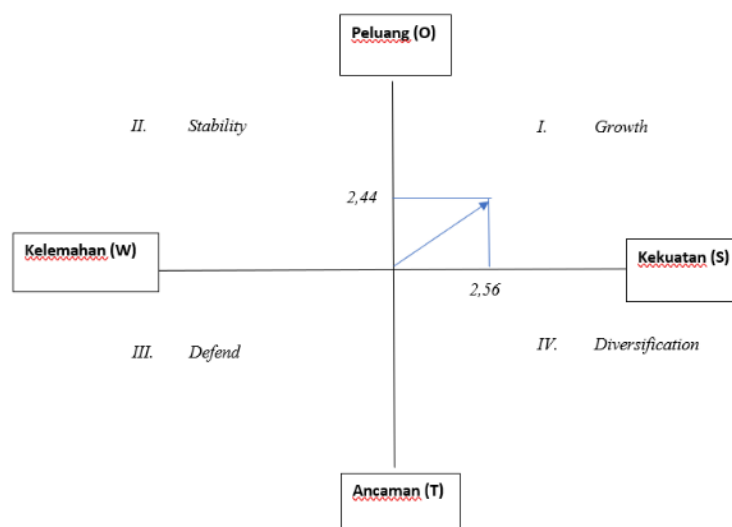 Peluang (O)
II. Stability
I. Growth
2,44
Kelemahan (W)
Kekuatan (S)
2,56
III. Defend
IV. Diversification
Ancaman (T)